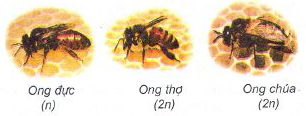 Ong đực
(n)
Ong thợ
(2n)
Ong chúa
(2n)